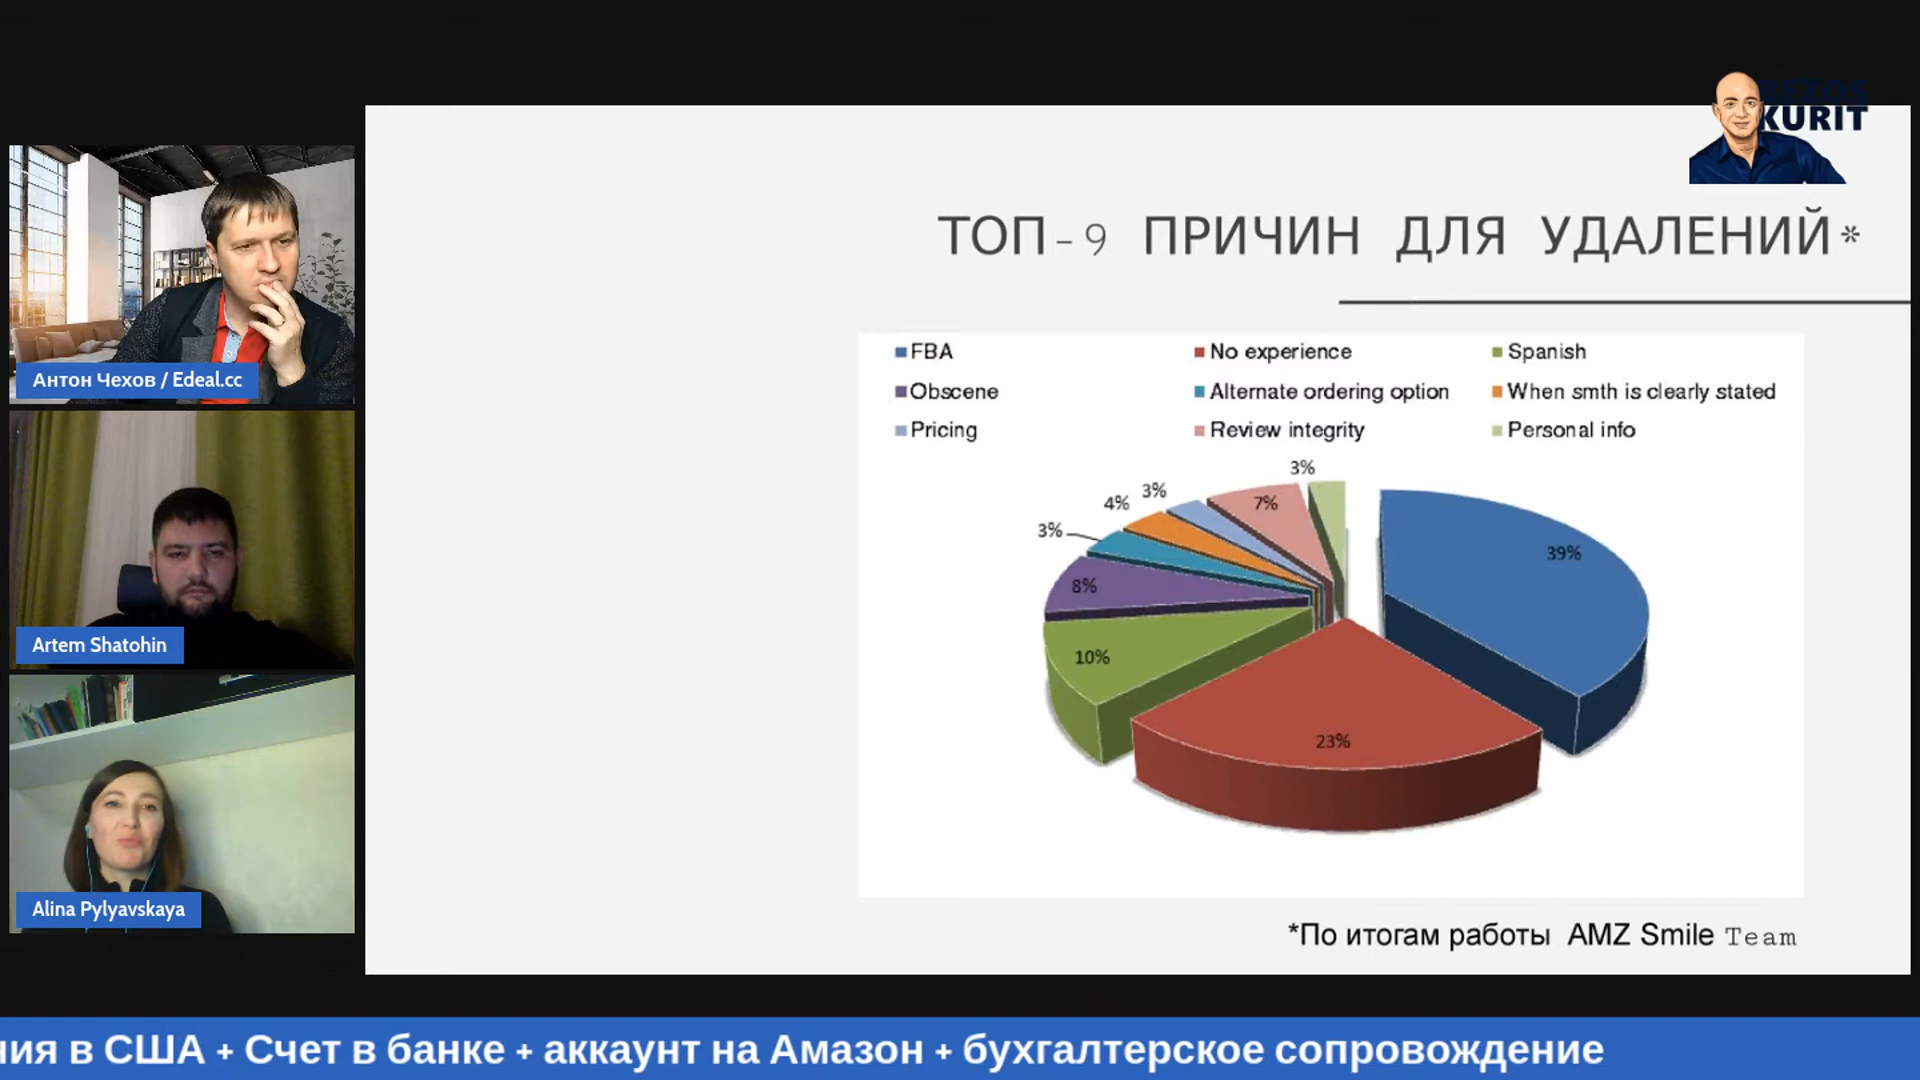 BEZOS
KURIT
ТОП-9 ПРИЧИН ДЛЯ УДАЛЕНИЙ*
FBA
No experience
Spanish
Obscene
Alternate ordering option
When smth is clearly stated
Pricing
Review integrity
Personal info
3%
7%
3%
4%
3%
39%
8%
10%
23%
*По итогам работы AMZ Smile Team
Антон Чехов / Edeal.cc
Artem Shatohin
Alina Pylyavskaya
ния в США + Счет в банке + аккаунт на Амазон + бухгалтерское сопровождение